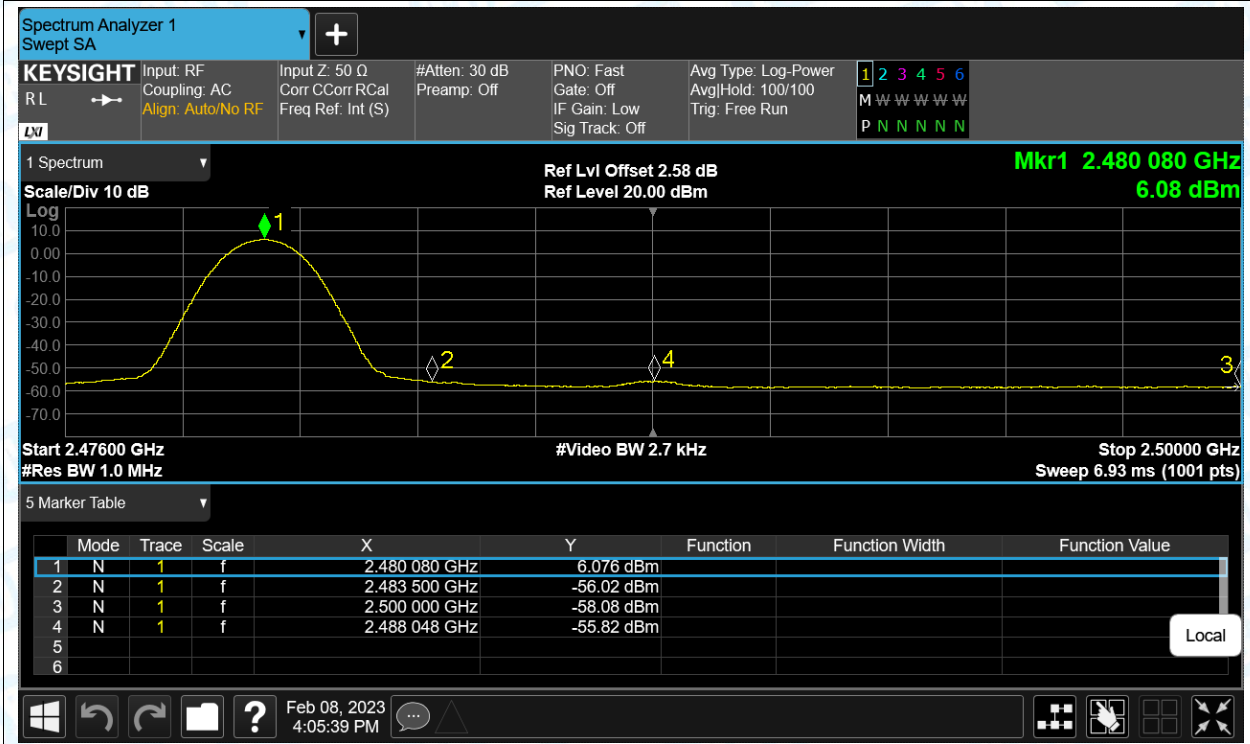 Spectrum Analyzer 1
Swept SA
+
KEYSIGHT
R L
LXI
Input: RF
Coupling: AC
Align: Auto/No RF
Input Z: 50 Ω
Corr CCorr RCal
Freq Ref: Int (S)
#Atten: 30 dB
Preamp: Off
PNO: Fast
Gate: Off
IF Gain: Low
Sig Track: Off
Avg Type: Log-Power
Avg|Hold: 100/100
Trig: Free Run
1 2 3 4 5 6
M W W W W W
P N N N N N
1 Spectrum
Scale/Div 10 dB
Ref Lvl Offset 2.58 dB
Ref Level 20.00 dBm
Mkr1 2.480 080 GHz
6.08 dBm
Log
10.0
0.00
-10.0
-20.0
-30.0
-40.0
-50.0
-60.0
-70.0
1
2
4
3
Start 2.47600 GHz
#Res BW 1.0 MHz
#Video BW 2.7 kHz
Stop 2.50000 GHz
Sweep 6.93 ms (1001 pts)
5 Marker Table
Mode Trace Scale X Y Function Function Width Function Value
1 N 1 f 2.480 080 GHz 6.076 dBm
2 N 1 f 2.483 500 GHz -56.02 dBm
3 N 1 f 2.500 000 GHz -58.08 dBm
4 N 1 f 2.488 048 GHz -55.82 dBm
5
6
Local
?
Feb 08, 2023
4:05:39 PM